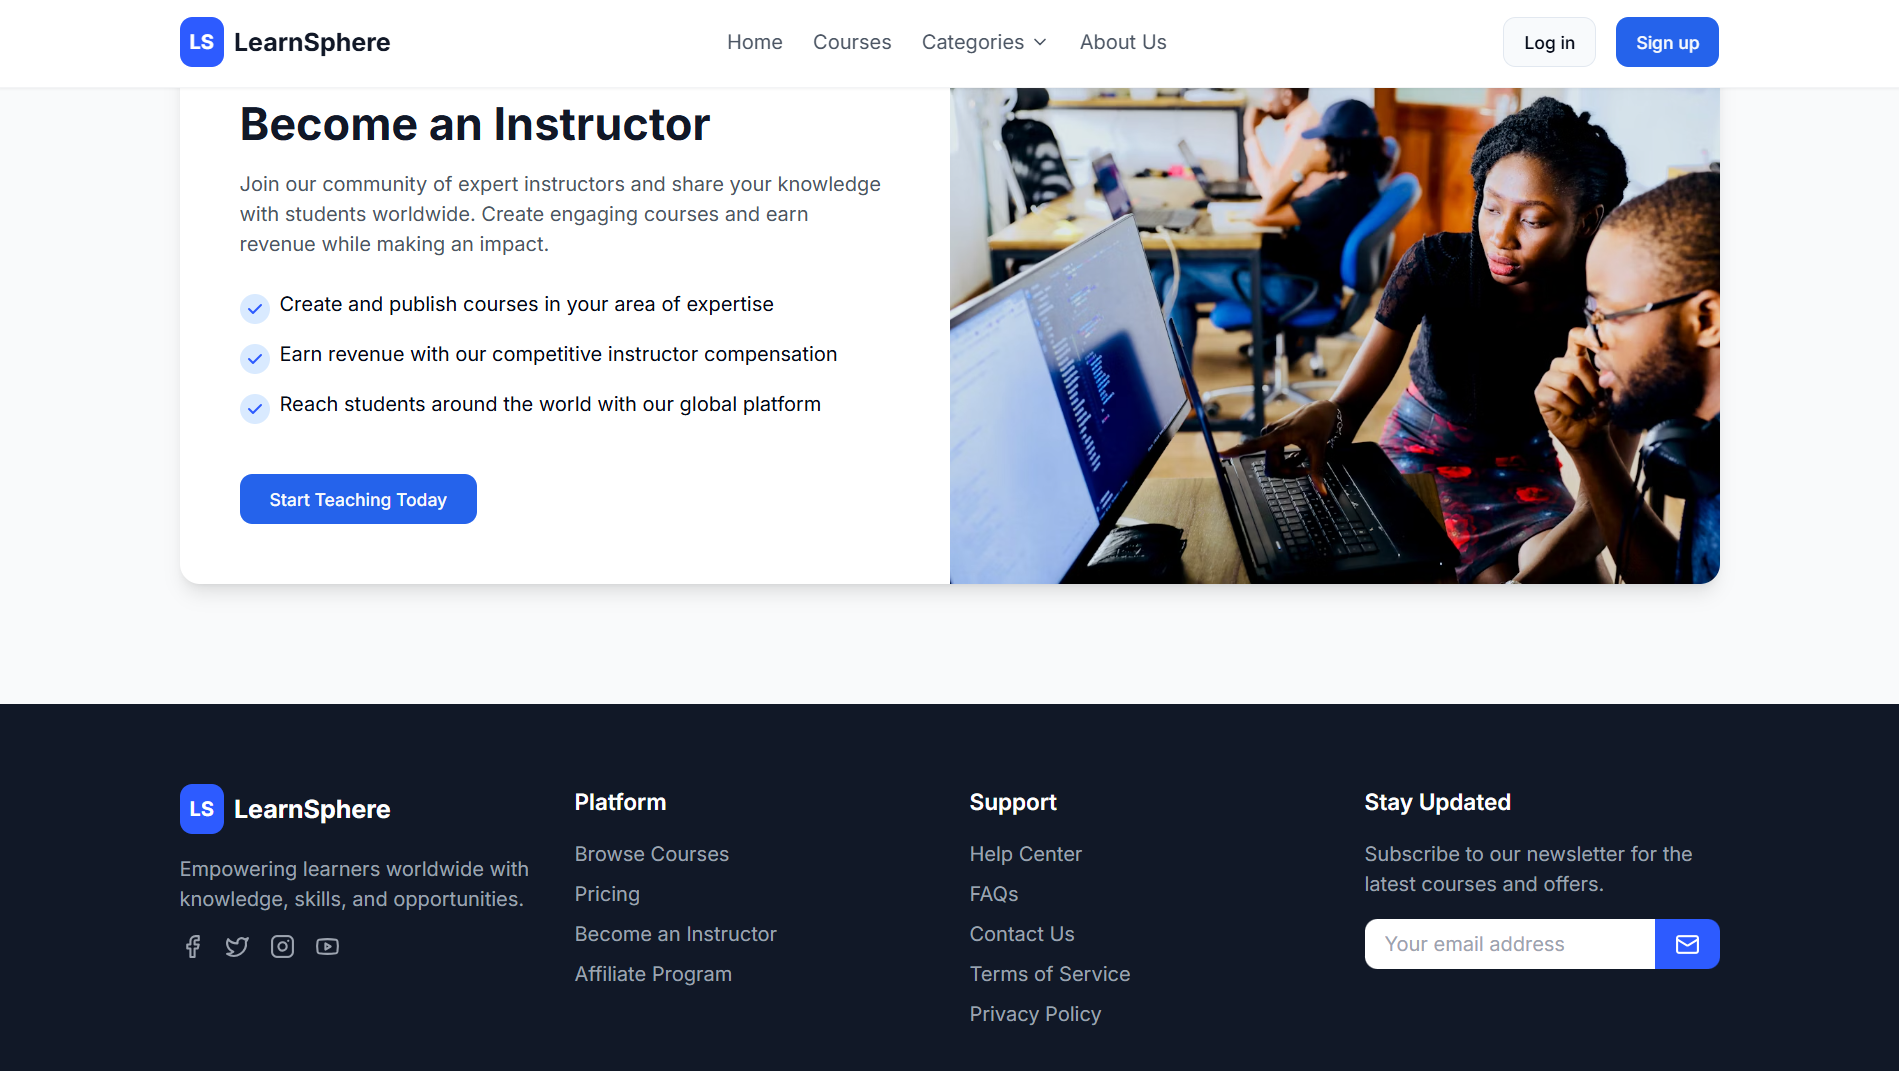 LS LearnSphere
Home
Courses
Categories
About Us
Log in
Sign up
Become an Instructor
Join our community of expert instructors and share your knowledge
with students worldwide. Create engaging courses and earn
revenue while making an impact.
Create and publish courses in your area of expertise
Earn revenue with our competitive instructor compensation
Reach students around the world with our global platform
Start Teaching Today
LS LearnSphere
Empowering learners worldwide with
knowledge, skills, and opportunities.
Platform
Browse Courses
Pricing
Become an Instructor
Affiliate Program
Support
Help Center
FAQs
Contact Us
Terms of Service
Privacy Policy
Stay Updated
Subscribe to our newsletter for the
latest courses and offers.
Your email address